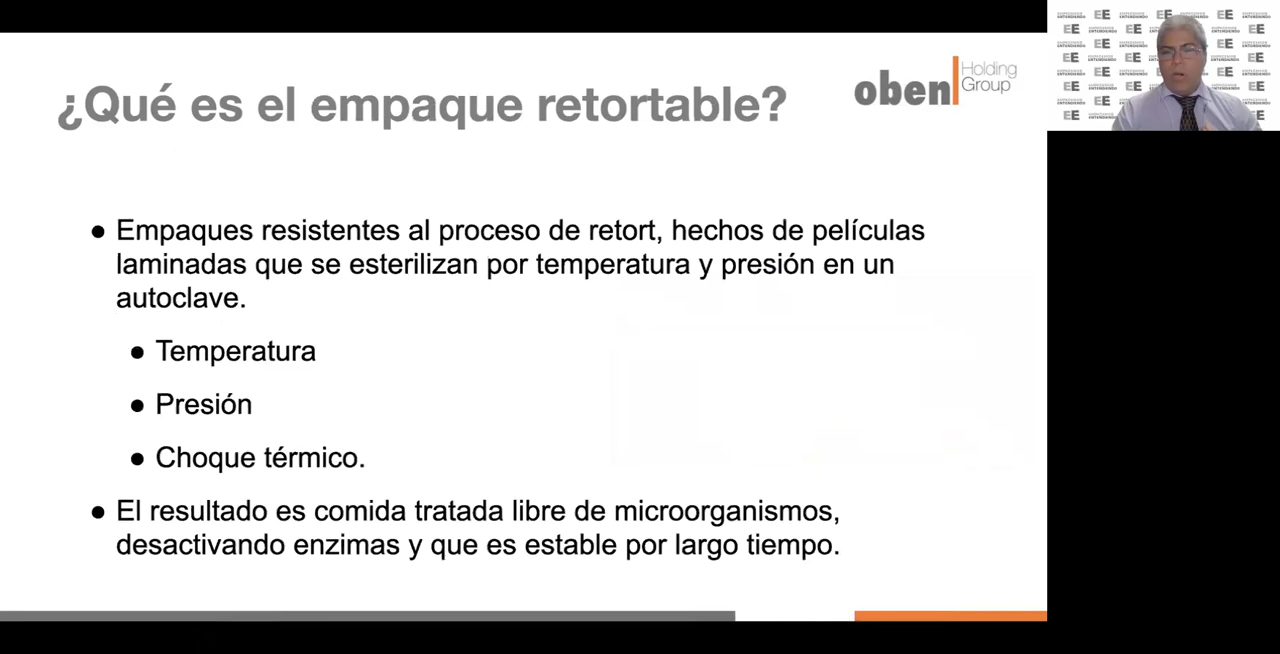 ¿Qué es el empaque retortable?
oben
Holding
Group
● Empaques resistentes al proceso de retort, hechos de películas
laminadas que se esterilizan por temperatura y presión en un
autoclave.
● Temperatura
● Presión
● Choque térmico.
● El resultado es comida tratada libre de microorganismos,
desactivando enzimas y que es estable por largo tiempo.
EE
ENTENDIENDO